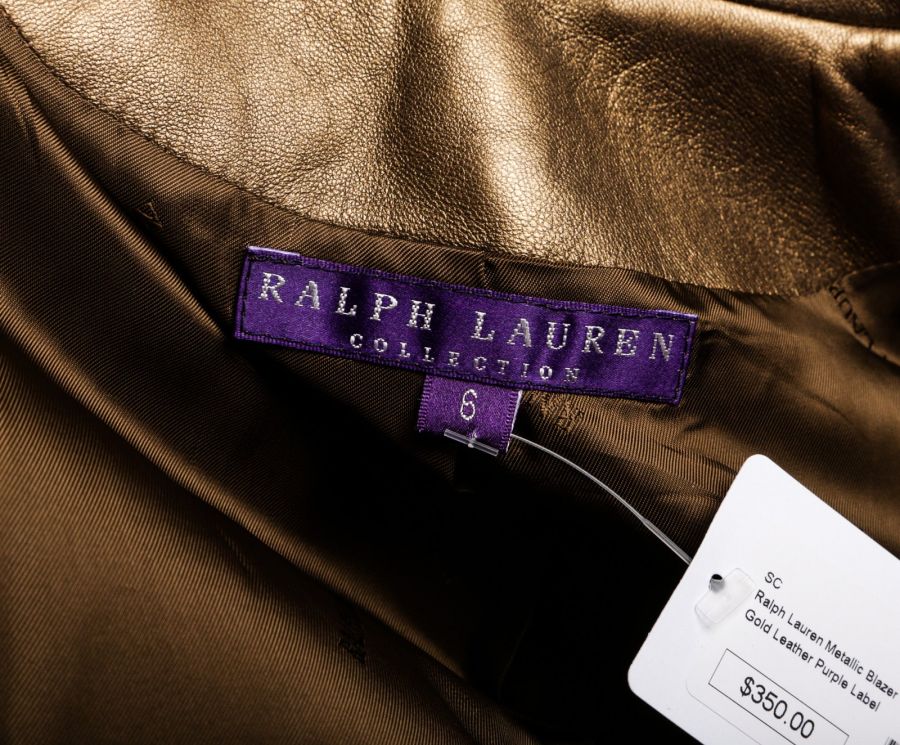 RALPH LAUREN
COLLECTION
6
SC
Ralph Lauren Metallic Blazer
Gold Leather Purple Label
$350.00